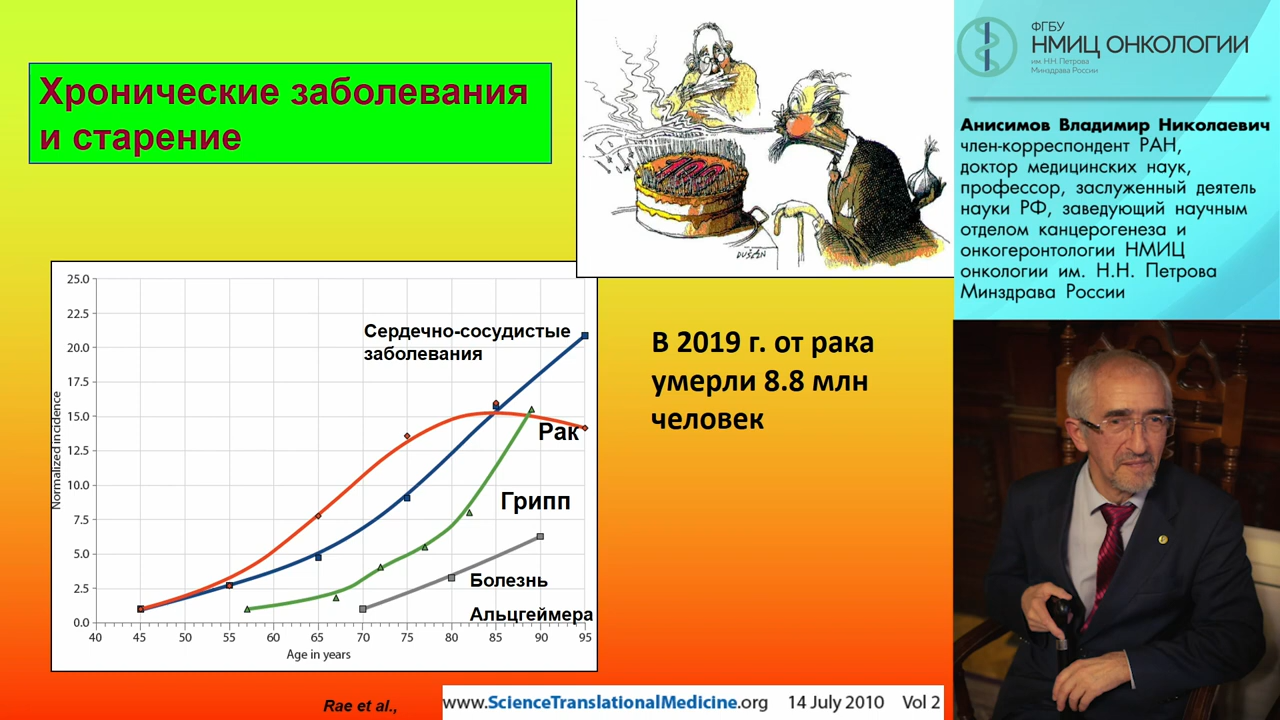 Хронические заболевания
и старение
100
DUŠAN
ФГБУ
НМИЦ ОНКОЛОГИИ
им. Н.Н. Петрова
Минздрава России
Анисимов Владимир Николаевич
член-корреспондент РАН,
доктор медицинских наук,
профессор, заслуженный деятель
науки РФ, заведующий научным
отделом канцерогенеза и
онкогеронтологии НМИЦ
онкологии им. Н.Н. Петрова
Минздрава России
25.0
22.5
20.0
17.5
15.0
12.5
10.0
7.5
5.0
2.5
0.0
Normalized incidence
Сердечно-сосудистые
заболевания
Рак
Грипп
Болезнь
Альцгеймера
40 45 50 55 60 65 70 75 80 85 90 95
Age in years
В 2019 г. от рака
умерли 8.8 млн
человек
Rae et al.,
www.ScienceTranslationalMedicine.org 14 July 2010 Vol 2